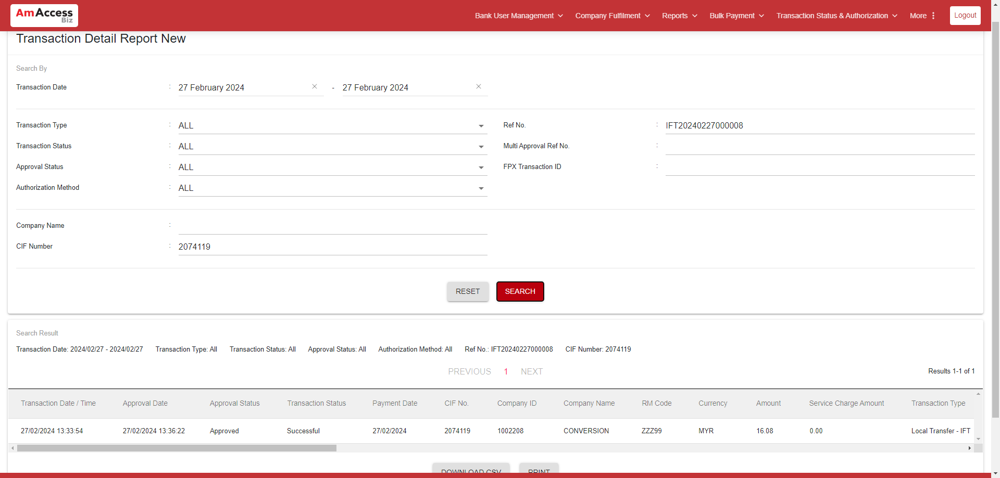 AmAccess
Biz
Bank User Management
Company Fulfilment
Reports
Bulk Payment
Transaction Status & Authorization
More
Logout
Transaction Detail Report New
Search By
Transaction Date : 27 February 2024 × - 27 February 2024 ×
Transaction Type : ALL
Ref No. : IFT20240227000008
Transaction Status : ALL
Multi Approval Ref No. :
Approval Status : ALL
FPX Transaction ID :
Authorization Method : ALL
Company Name :
CIF Number : 2074119
RESET
SEARCH
Search Result
Transaction Date: 2024/02/27 - 2024/02/27 Transaction Type: All Transaction Status: All Approval Status: All Authorization Method: All Ref No.: IFT20240227000008 CIF Number: 2074119
PREVIOUS 1 NEXT
Results 1-1 of 1
Transaction Date / Time Approval Date Approval Status Transaction Status Payment Date CIF No. Company ID Company Name RM Code Currency Amount Service Charge Amount Transaction Type
27/02/2024 13:33:54 27/02/2024 13:36:22 Approved Successful 27/02/2024 2074119 1002208 CONVERSION ZZZ99 MYR 16.08 0.00 Local Transfer - IFT
DOWNLOAD CSV
PRINT